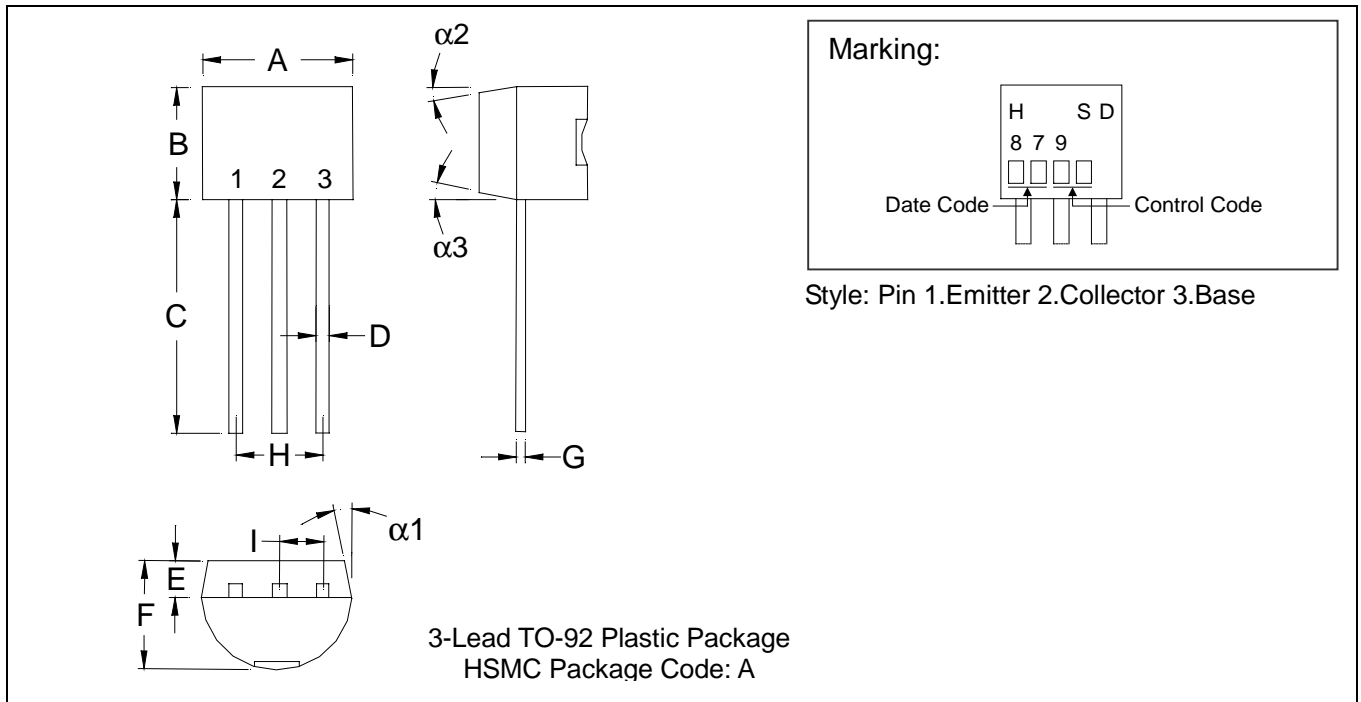 A
B
1 2 3
C
D
H
α2
α3
G
I
α1
E
F
3-Lead TO-92 Plastic Package
HSMC Package Code: A
Marking:
H S D
8 7 9
Date Code
Control Code
Style: Pin 1.Emitter 2.Collector 3.Base